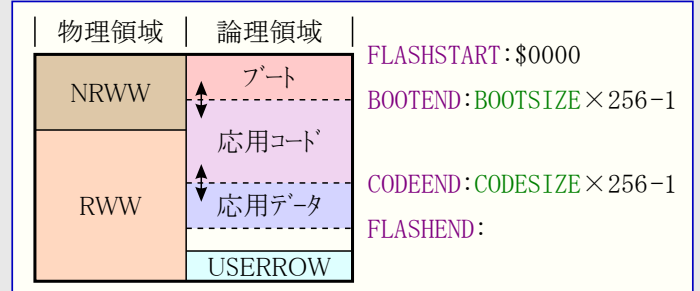 物理領域 論理領域
FLASHSTART:$0000
ブート
NRWW
BOOTEND:BOOTSIZE×256-1
応用コード
CODEEND:CODESIZE×256-1
RWW
応用データ
FLASHEND:
USERROW